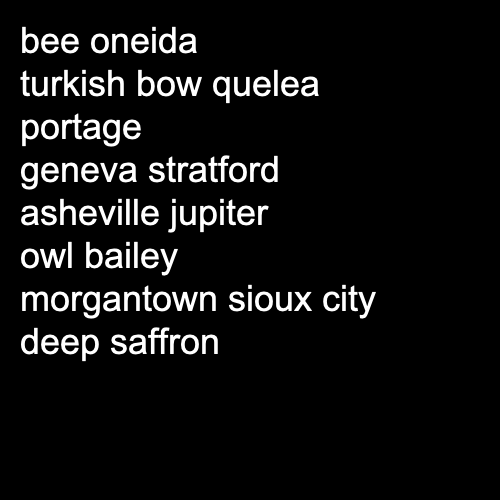 bee oneida
turkish bow quelea
portage
geneva stratford
asheville jupiter
owl bailey
morgantown sioux city
deep saffron